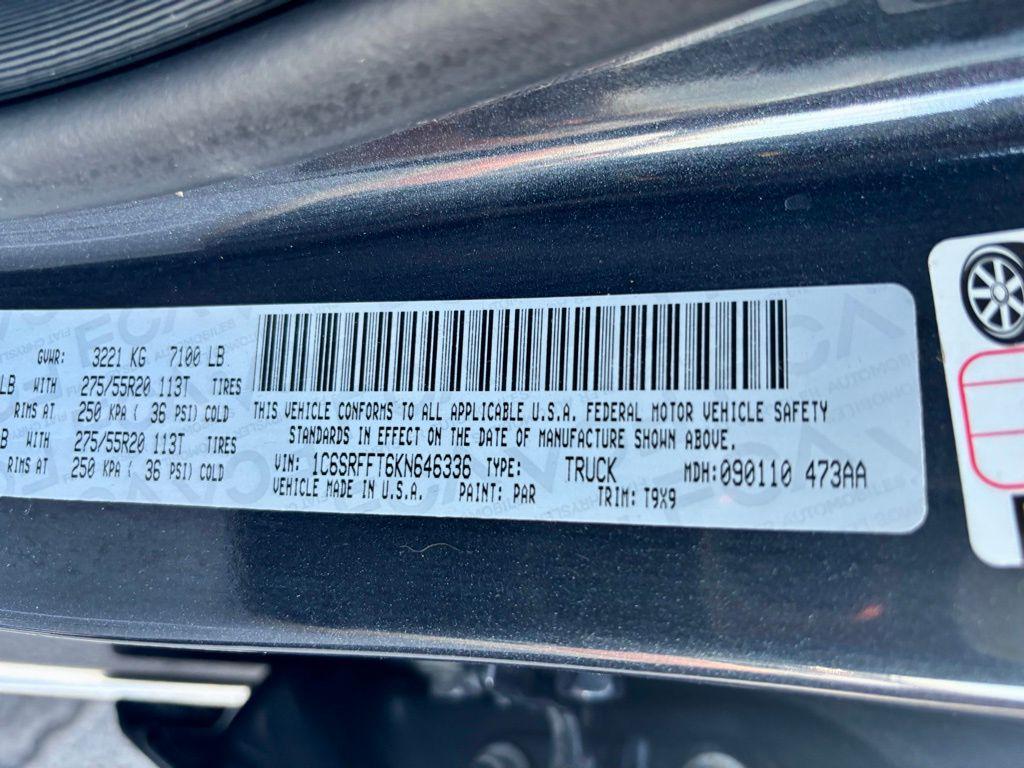 GVWR: 3221 KG 7100 LB
LB WITH 275/55R20 113T TIRES
RIMS AT 250 KPA ( 36 PSI) COLD
B WITH 275/55R20 113T TIRES
RIMS AT 250 KPA ( 36 PSI) COLD
THIS VEHICLE CONFORMS TO ALL APPLICABLE U.S.A. FEDERAL MOTOR VEHICLE SAFETY
STANDARDS IN EFFECT ON THE DATE OF MANUFACTURE SHOWN ABOVE.
VIN: 1C6SRFFT6KN646336 TYPE: TRUCK MDH:090110 473AA
VEHICLE MADE IN U.S.A. PAINT: PAR TRIM: T9X9